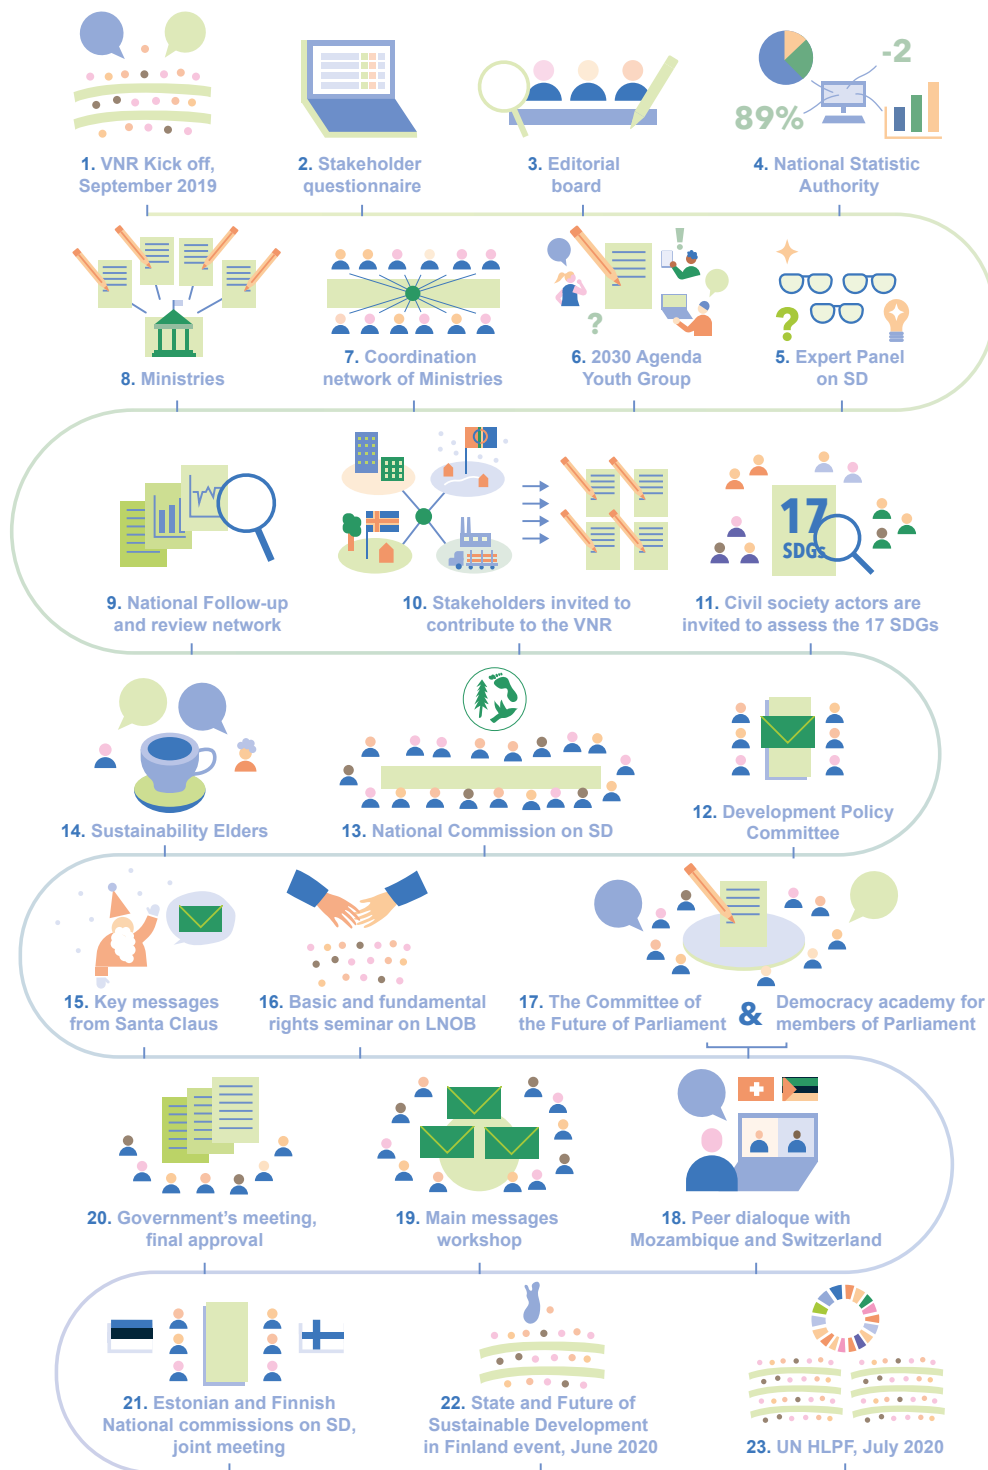 -2
89%
1. VNR Kick off,
September 2019
2. Stakeholder
questionnaire
3. Editorial
board
4. National Statistic
Authority
!
?
?
8. Ministries
7. Coordination
network of Ministries
6. 2030 Agenda
Youth Group
5. Expert Panel
on SD
17
SDGs
9. National Follow-up
and review network
10. Stakeholders invited to
contribute to the VNR
11. Civil society actors are
invited to assess the 17 SDGs
14. Sustainability Elders
13. National Commission on SD
12. Development Policy
Committee
15. Key messages
from Santa Claus
16. Basic and fundamental
rights seminar on LNOB
17. The Committee of
the Future of Parliament
&
Democracy academy for
members of Parliament
20. Government’s meeting,
final approval
19. Main messages
workshop
18. Peer dialoque with
Mozambique and Switzerland
21. Estonian and Finnish
National commissions on SD,
joint meeting
22. State and Future of
Sustainable Development
in Finland event, June 2020
23. UN HLPF, July 2020